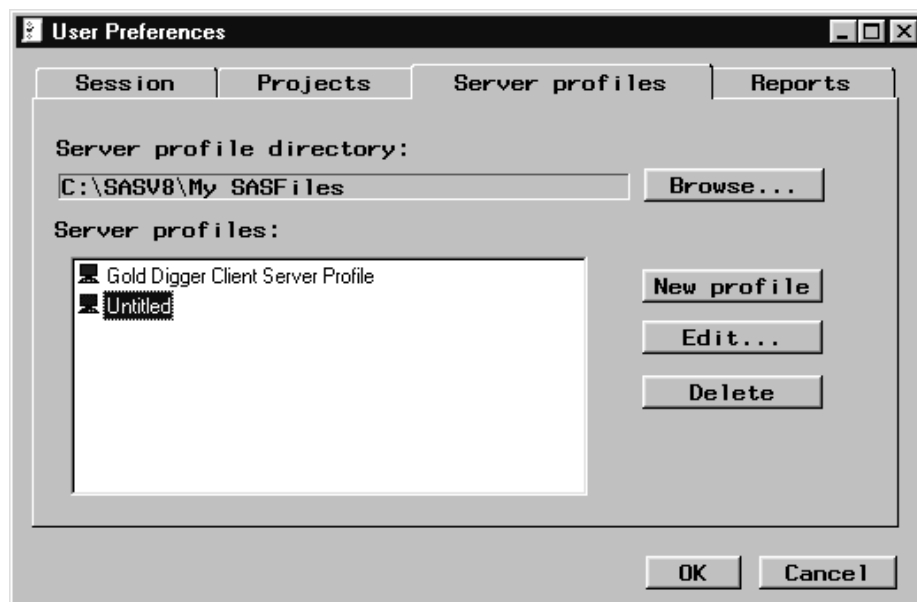 User Preferences
Session Projects Server profiles Reports
Server profile directory:
C:\SASV8\My SASFiles Browse...
Server profiles:
Gold Digger Client Server Profile
Untitled
New profile
Edit...
Delete
OK Cancel